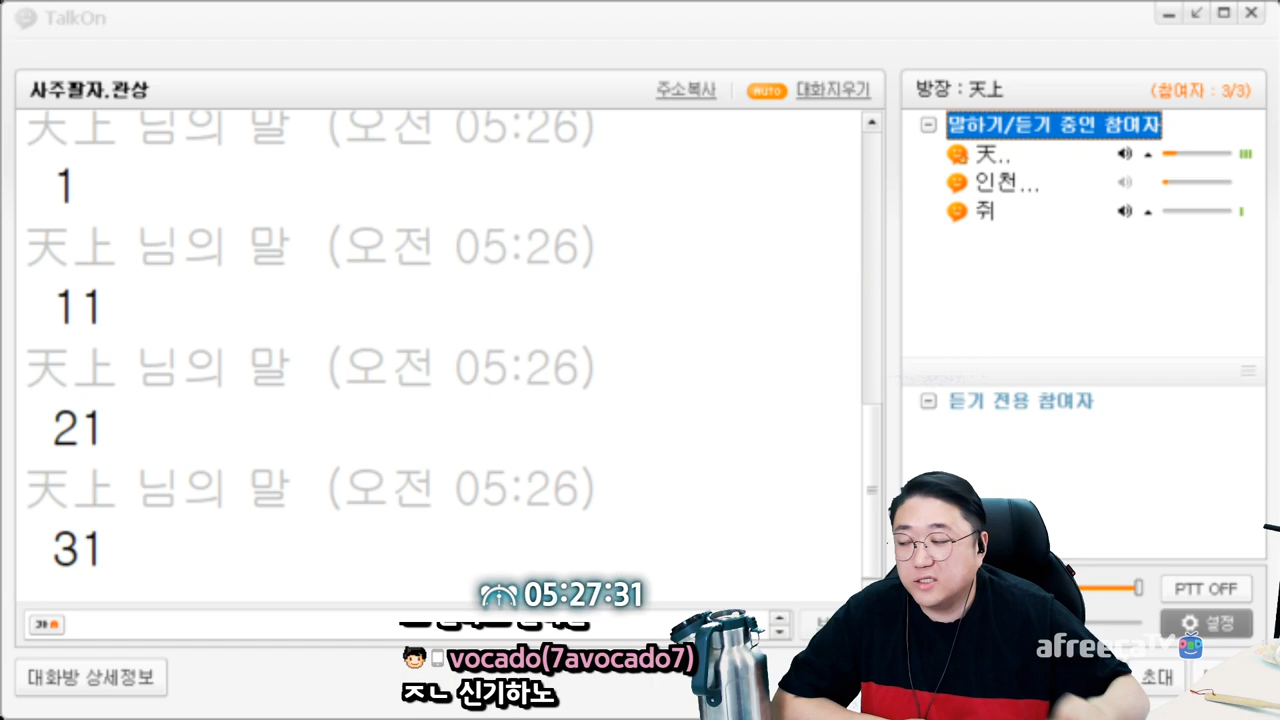 TalkOn
사주팔자.관상
주소복사
AUTO
대화지우기
天上 님의 말 (오전 05:26)
1
天上 님의 말 (오전 05:26)
11
天上 님의 말 (오전 05:26)
21
天上 님의 말 (오전 05:26)
31
방장 : 天上
(참여자 : 3/3)
말하기/듣기 중인 참여자
天..
인천...
쥐
듣기 전용 참여자
05:27:31
vocado(7avocado7)
ㅈㄴ 신기하노
가
대화방 상세정보
PTT OFF
설정
초대
afreecaTV